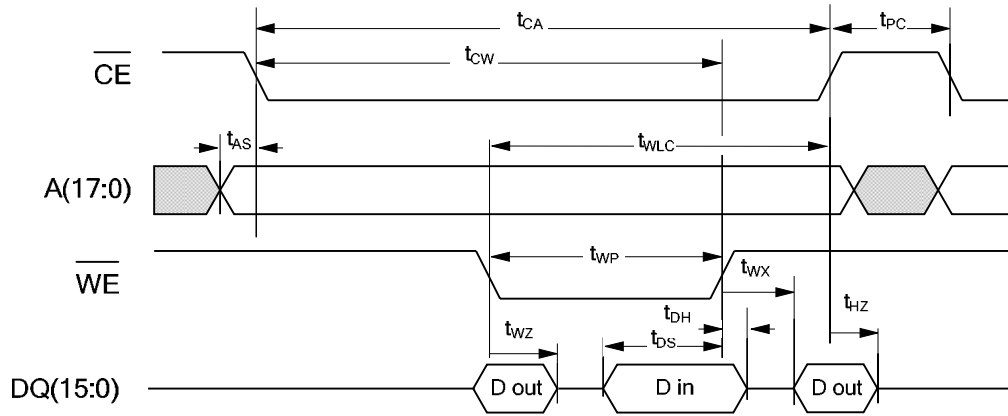 tCA
tPC
CE
tCW
tAS
tWLC
A(17:0)
WE
tWP
tWX
tHZ
tDH
tWZ
tDS
DQ(15:0)
D out
D in
D out